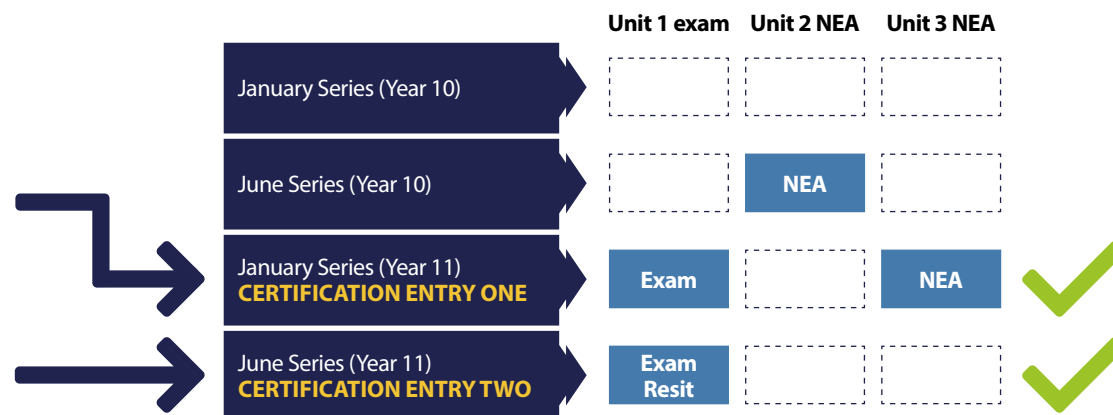 Unit 1 exam Unit 2 NEA Unit 3 NEA
January Series (Year 10)
June Series (Year 10)
NEA
January Series (Year 11)
CERTIFICATION ENTRY ONE
Exam
NEA
June Series (Year 11)
CERTIFICATION ENTRY TWO
Exam
Resit